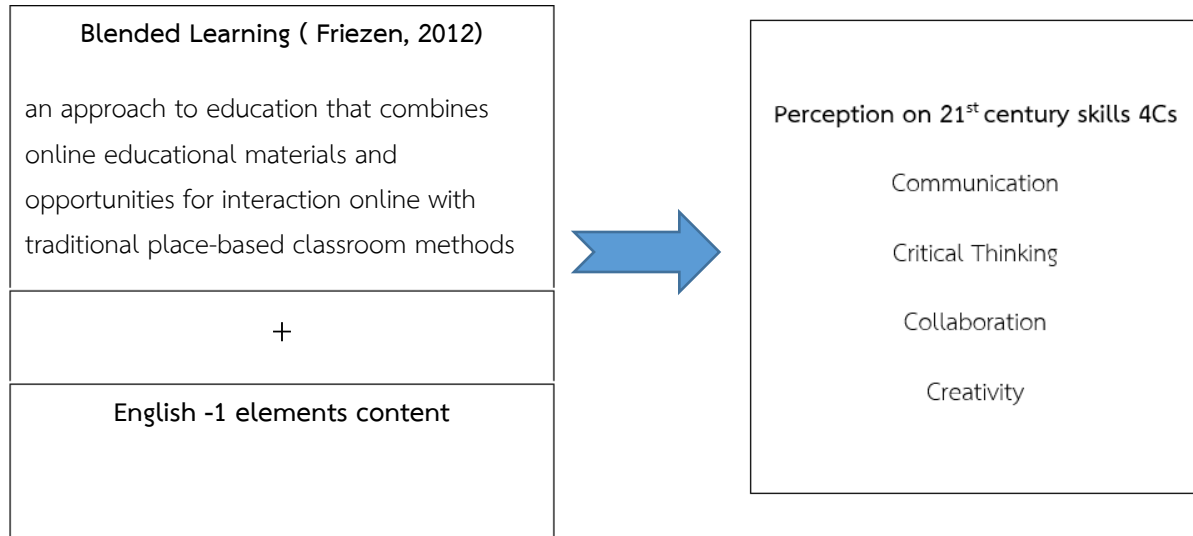 Blended Learning ( Friezen, 2012)
an approach to education that combines
online educational materials and
opportunities for interaction online with
traditional place-based classroom methods
+
English -1 elements content
Perception on 21st century skills 4Cs
Communication
Critical Thinking
Collaboration
Creativity